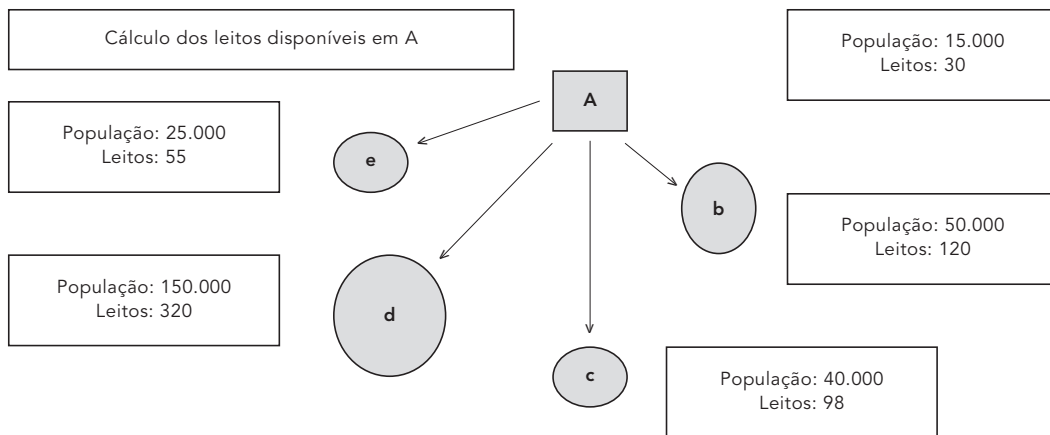 Cálculo dos leitos disponíveis em A
População: 15.000
Leitos: 30
A
População: 25.000
Leitos: 55
e
b
População: 50.000
Leitos: 120
População: 150.000
Leitos: 320
d
c
População: 40.000
Leitos: 98